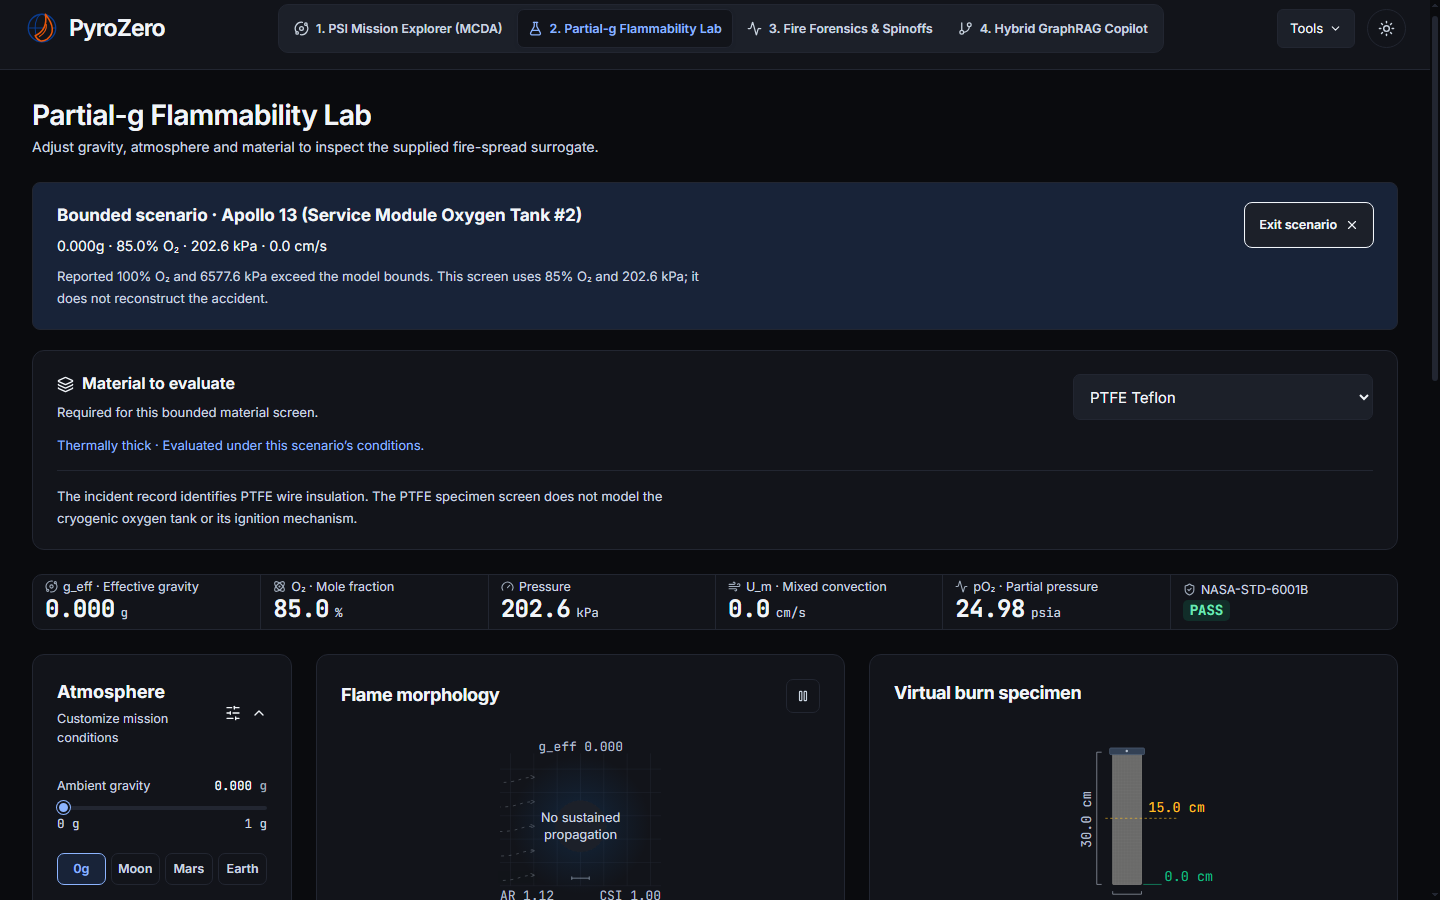 PyroZero
1. PSI Mission Explorer (MCDA)
2. Partial-g Flammability Lab
3. Fire Forensics & Spinoffs
4. Hybrid GraphRAG Copilot
Tools
Partial-g Flammability Lab
Adjust gravity, atmosphere and material to inspect the supplied fire-spread surrogate.
Bounded scenario · Apollo 13 (Service Module Oxygen Tank #2)
0.000g · 85.0% O₂ · 202.6 kPa · 0.0 cm/s
Reported 100% O₂ and 6577.6 kPa exceed the model bounds. This screen uses 85% O₂ and 202.6 kPa; it
does not reconstruct the accident.
Exit scenario
Material to evaluate
Required for this bounded material screen.
Thermally thick · Evaluated under this scenario’s conditions.
PTFE Teflon
The incident record identifies PTFE wire insulation. The PTFE specimen screen does not model the
cryogenic oxygen tank or its ignition mechanism.
g_eff · Effective gravity
0.000 g
O₂ · Mole fraction
85.0 %
Pressure
202.6 kPa
U_m · Mixed convection
0.0 cm/s
pO₂ · Partial pressure
24.98 psia
NASA-STD-6001B
PASS
Atmosphere
Customize mission
conditions
Ambient gravity 0.000 g
0 g 1 g
0g Moon Mars Earth
Flame morphology
g_eff 0.000
No sustained
propagation
AR 1.12 CSI 1.00
Virtual burn specimen
30.0 cm
15.0 cm
0.0 cm